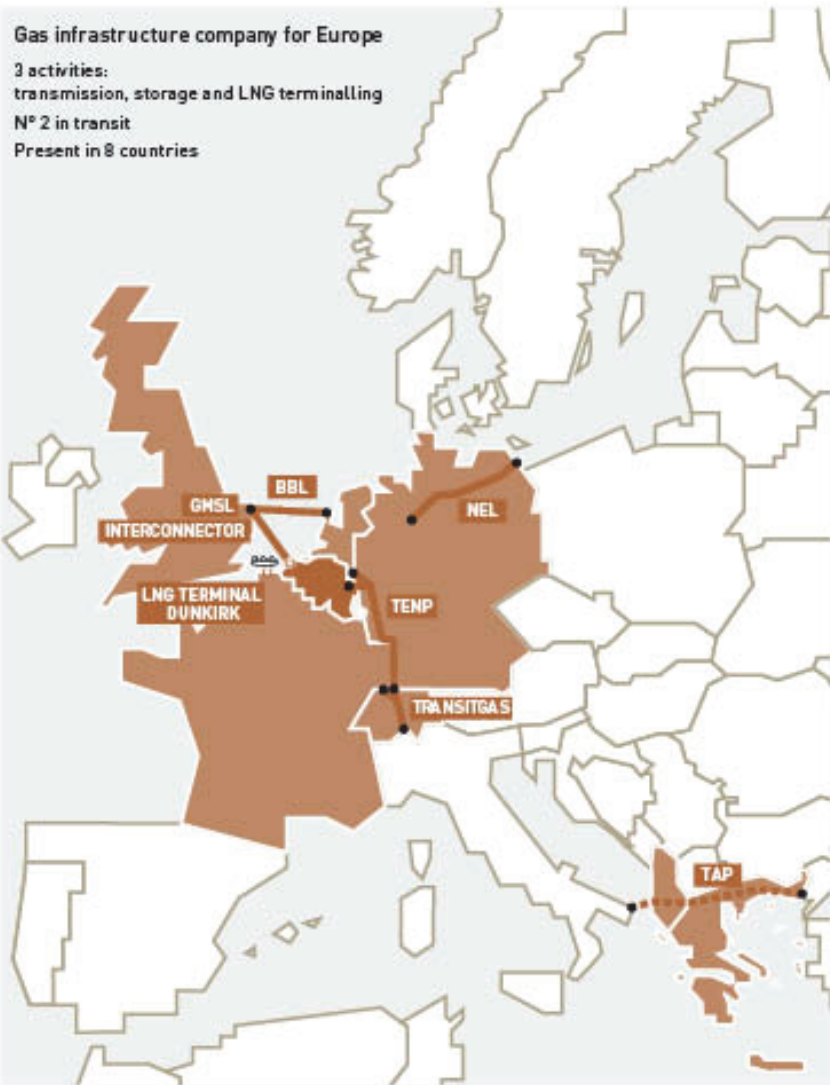 Gas infrastructure company for Europe
3 activities:
transmission, storage and LNG terminalling
N° 2 in transit
Present in 8 countries
BBL
GMSL
NEL
INTERCONNECTOR
LNG TERMINAL
DUNKIRK
TENP
TRANSITGAS
TAP